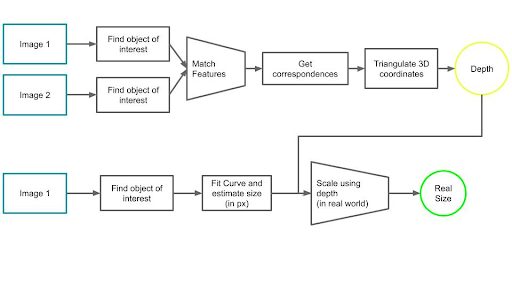 Image 1
Find object of
interest
Image 2
Find object of
interest
Match
Features
Get
correspondences
Triangulate 3D
coordinates
Depth
Image 1
Find object of
interest
Fit Curve and
estimate size
(in px)
Scale using
depth
(in real world)
Real
Size